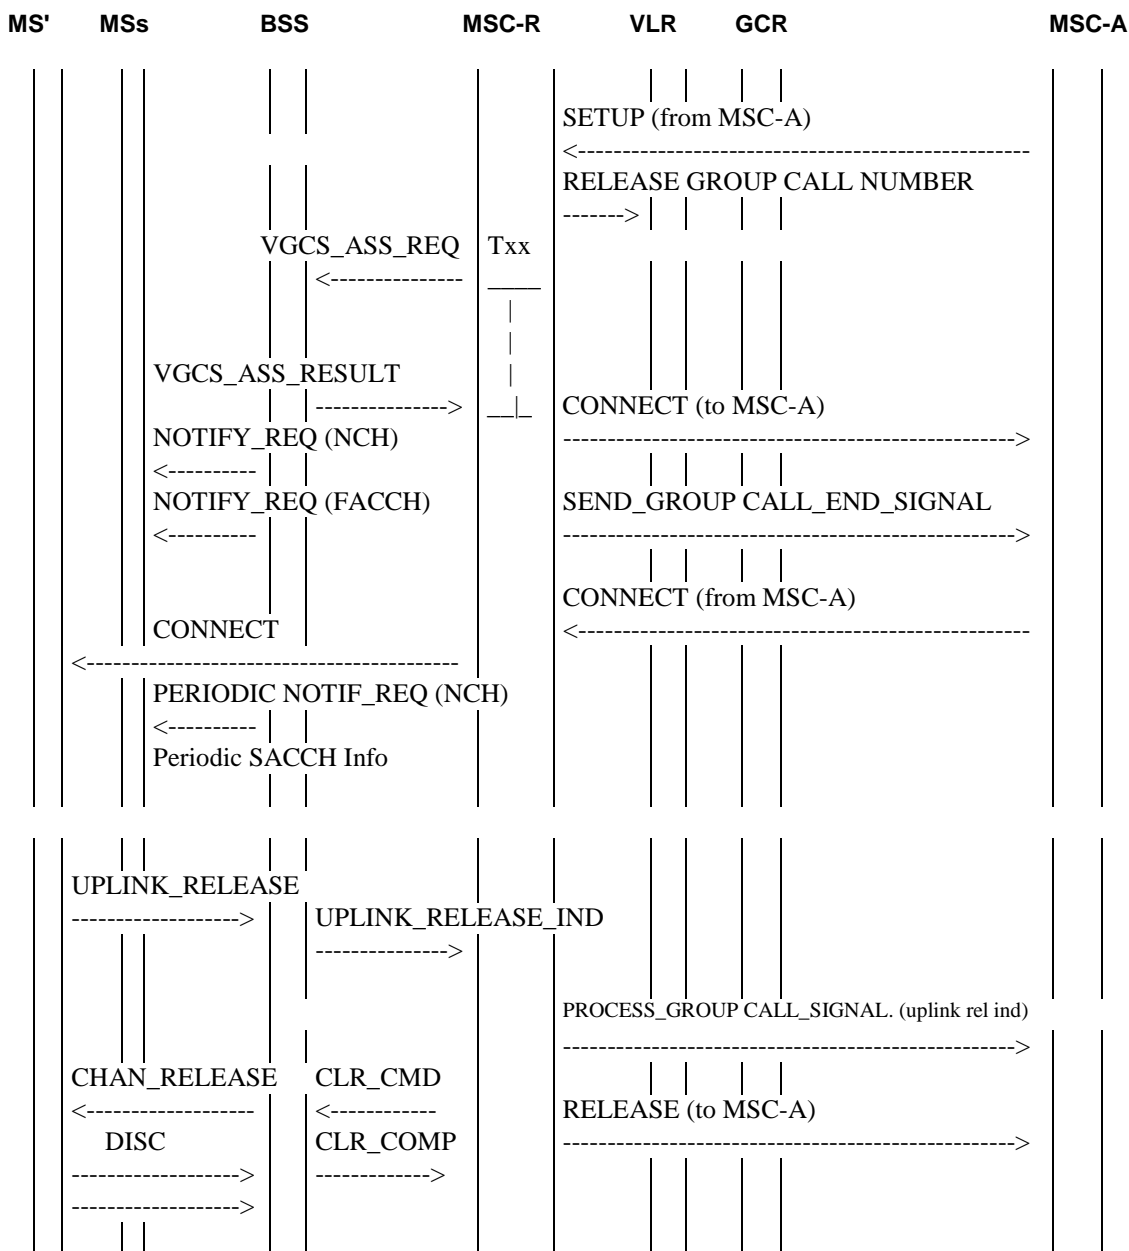 MS' MSs BSS MSC-R VLR GCR MSC-A
SETUP (from MSC-A)
<---------------------------------------------------
RELEASE GROUP CALL NUMBER
------->
VGCS_ASS_REQ Txx
<--------------- ____
|
|
VGCS_ASS_RESULT |
---------------> __|_ CONNECT (to MSC-A)
NOTIFY_REQ (NCH) --------------------------------------------------->
<----------
NOTIFY_REQ (FACCH) SEND_GROUP CALL_END_SIGNAL
<---------- --------------------------------------------------->
CONNECT (from MSC-A)
CONNECT <---------------------------------------------------
<------------------------------------------
PERIODIC NOTIF_REQ (NCH)
<----------
Periodic SACCH Info
UPLINK_RELEASE
-------------------> UPLINK_RELEASE_IND
--------------->
PROCESS_GROUP CALL_SIGNAL. (uplink rel ind)
--------------------------------------------------->
CHAN_RELEASE CLR_CMD
<------------------- <------------ RELEASE (to MSC-A)
DISC CLR_COMP --------------------------------------------------->
-------------------> ------------->
------------------->